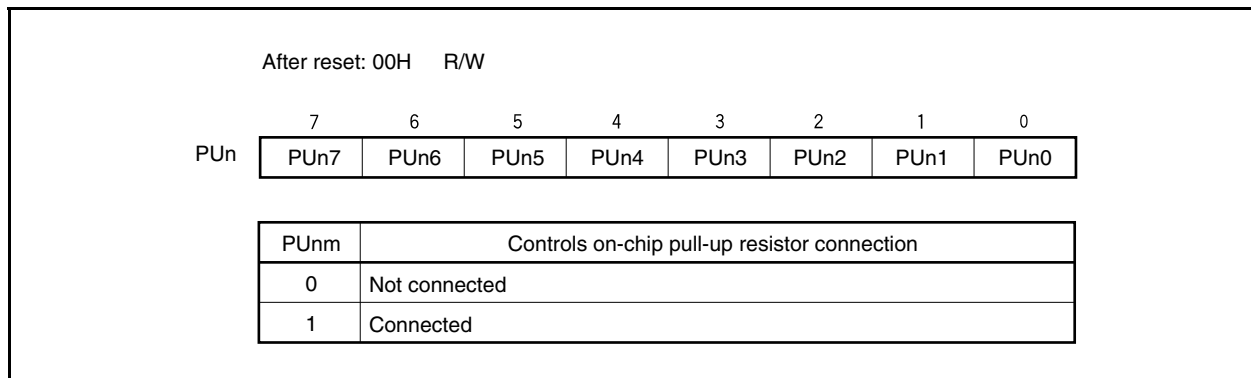 After reset: 00H R/W
7 6 5 4 3 2 1 0
PUn PUn7 PUn6 PUn5 PUn4 PUn3 PUn2 PUn1 PUn0
PUnm Controls on-chip pull-up resistor connection
0 Not connected
1 Connected